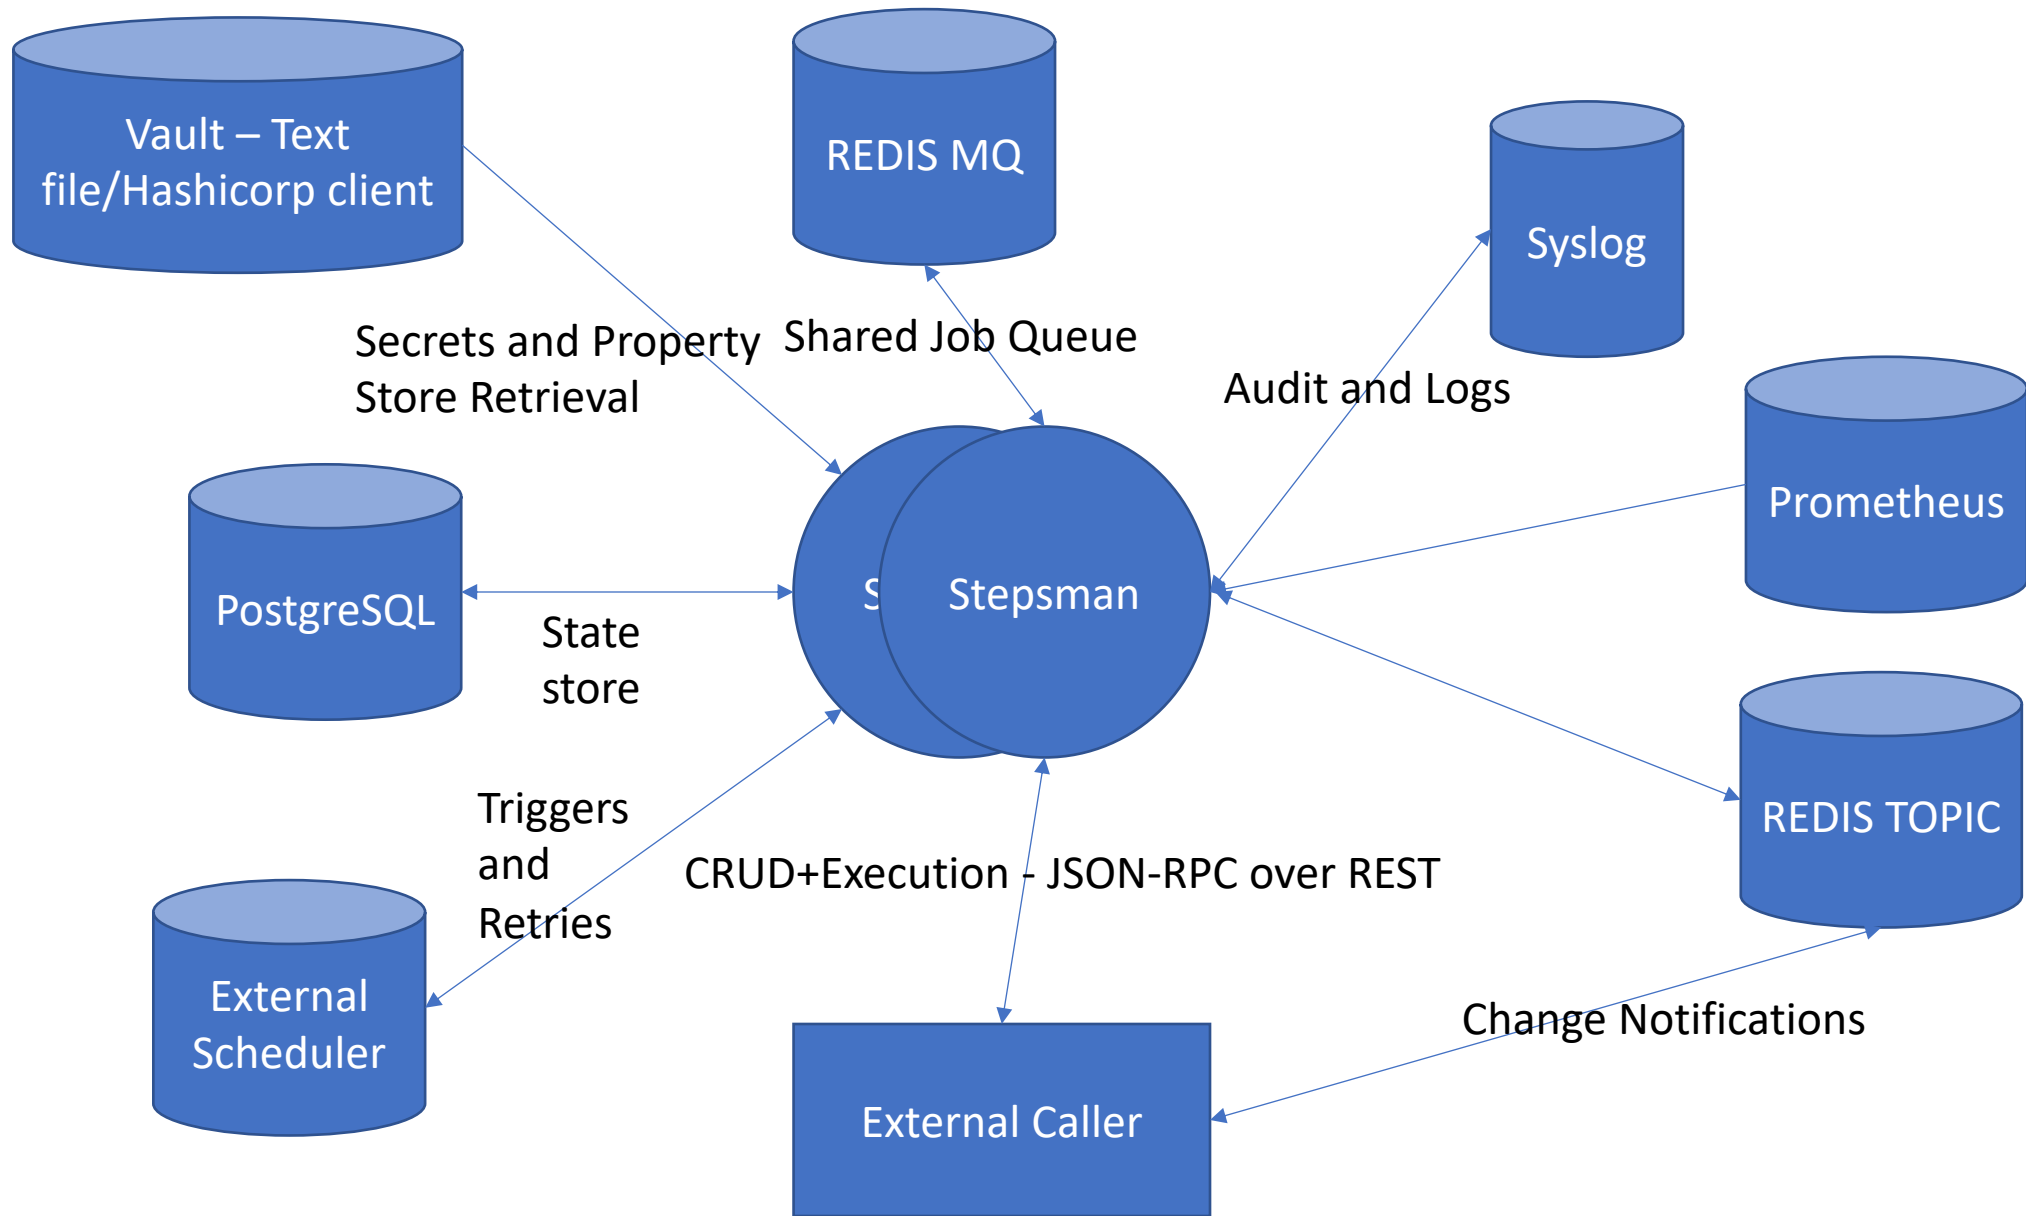 Vault – Text
file/Hashicorp client
REDIS MQ
Syslog
Secrets and Property
Store Retrieval
Shared Job Queue
Audit and Logs
Prometheus
PostgreSQL
State
store
S
Stepsman
REDIS TOPIC
Triggers
and
Retries
CRUD+Execution - JSON-RPC over REST
External
Scheduler
External Caller
Change Notifications